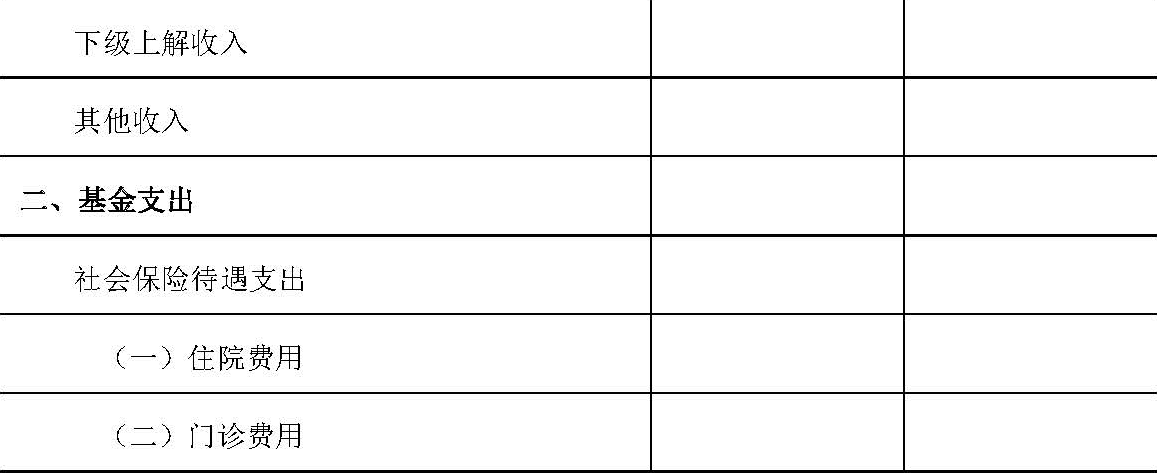 下级上解收入
其他收入
二、基金支出
社会保险待遇支出
（一）住院费用
（二）门诊费用